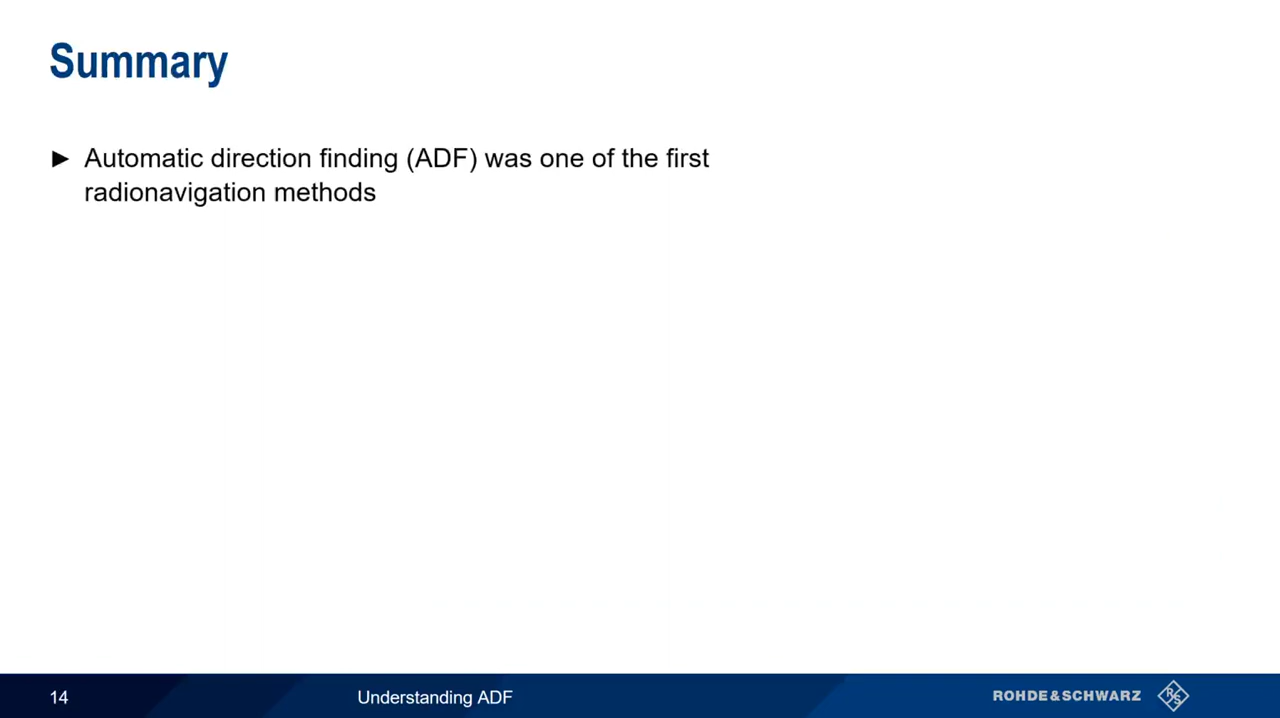 Summary
► Automatic direction finding (ADF) was one of the first
radionavigation methods
14
Understanding ADF
ROHDE&SCHWARZ
R S